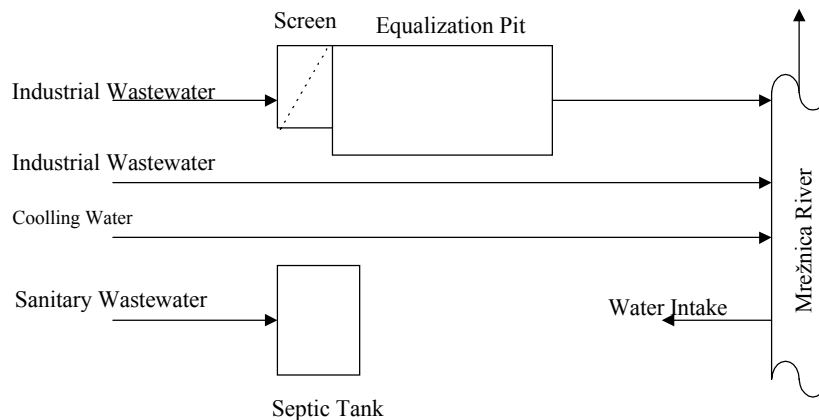 Screen
Equalization Pit
Industrial Wastewater
Industrial Wastewater
Coolling Water
Sanitary Wastewater
Water Intake
Mrežnica River
Septic Tank